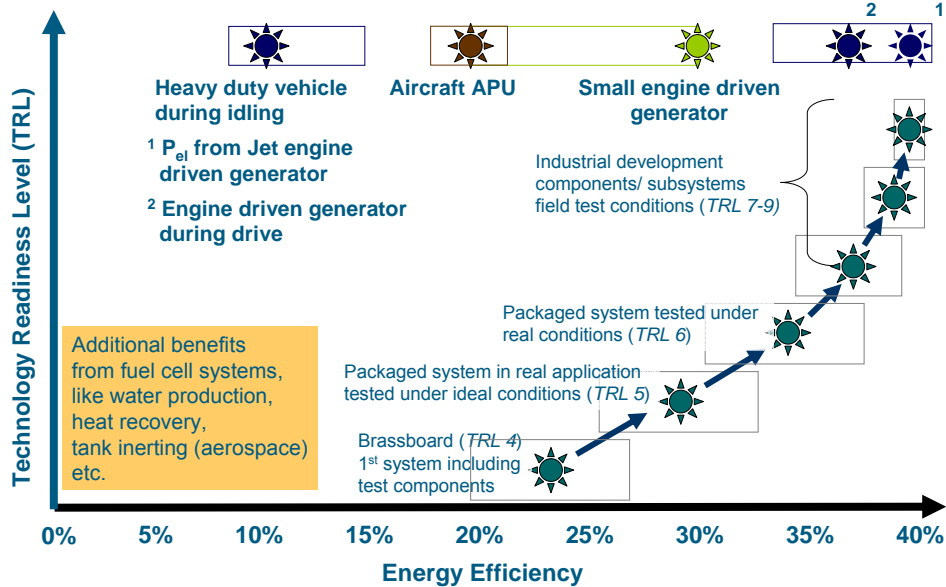 2
1
Heavy duty vehicle
during idling
Aircraft APU
Small engine driven
generator
1 Pel from Jet engine
driven generator
2 Engine driven generator
during drive
Industrial development
components/ subsystems
field test conditions (TRL 7-9)
Packaged system tested under
real conditions (TRL 6)
Packaged system in real application
tested under ideal conditions (TRL 5)
Brassboard (TRL 4)
1st system including
test components
Additional benefits
from fuel cell systems,
like water production,
heat recovery,
tank inerting (aerospace)
etc.
Technology Readiness Level (TRL)
0%
5%
10%
15%
20%
25%
30%
35%
40%
Energy Efficiency